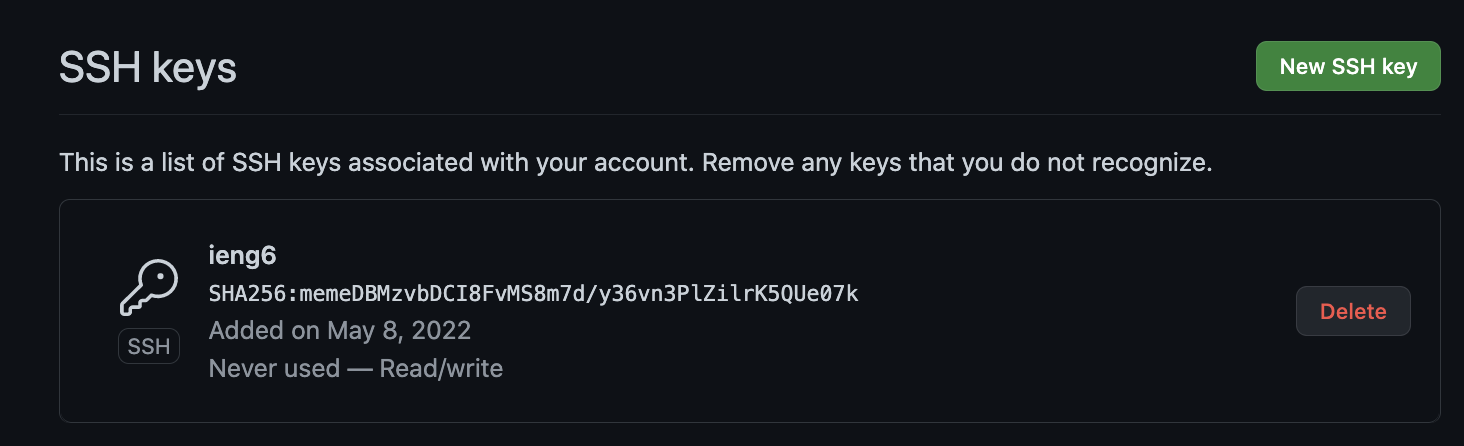 SSH keys
New SSH key
This is a list of SSH keys associated with your account. Remove any keys that you do not recognize.
ieng6
SHA256:memeDBMzvbDCI8FvMS8m7d/y36vn3PlZilrK5QUe07k
Added on May 8, 2022
Never used — Read/write
SSH
Delete